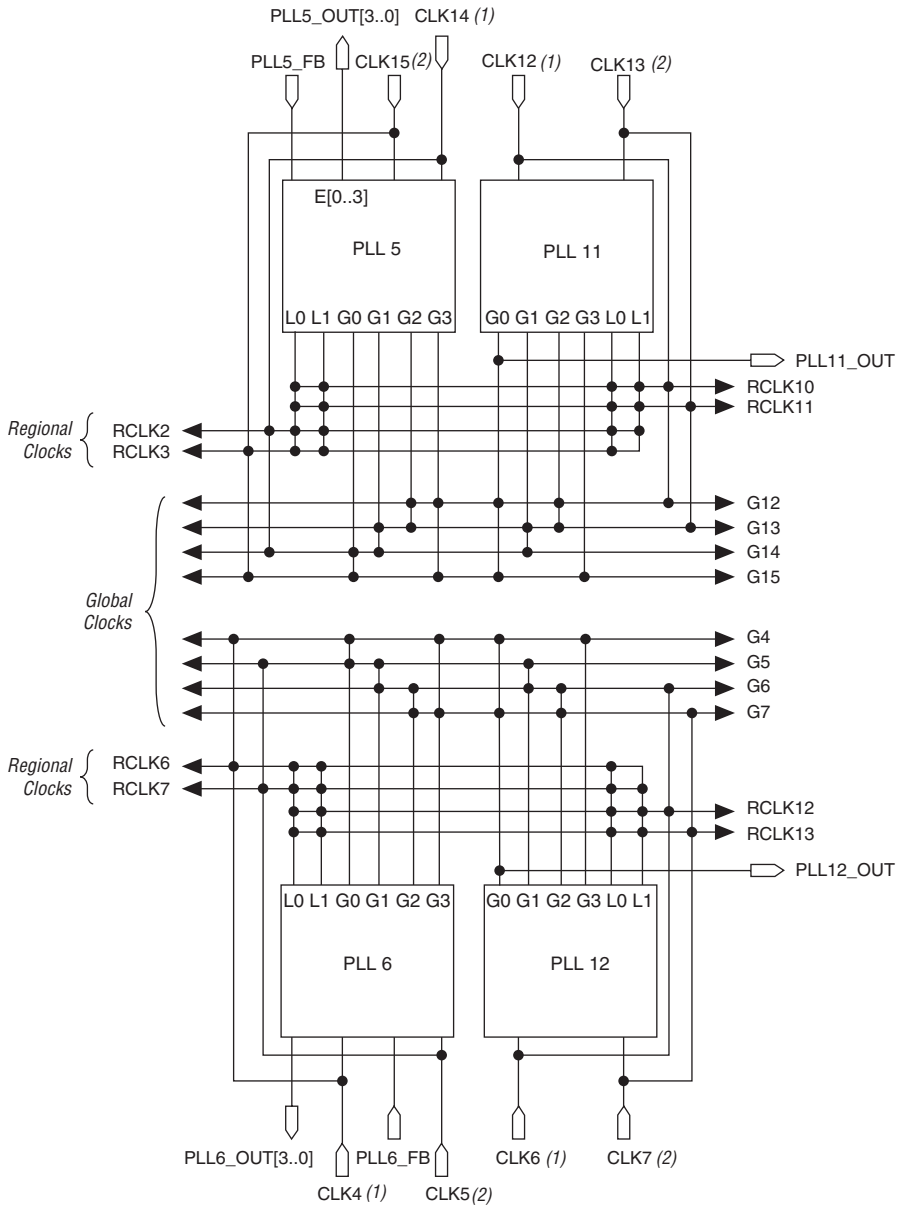 PLL5_OUT[3..0] CLK14 (1)
PLL5_FB CLK15 (2) CLK12 (1) CLK13 (2)
E[0..3]
PLL 5 PLL 11
L0 L1 G0 G1 G2 G3 G0 G1 G2 G3 L0 L1
PLL11_OUT
RCLK10
RCLK11
Regional
Clocks
RCLK2
RCLK3
G12
G13
G14
G15
Global
Clocks
G4
G5
G6
G7
Regional
Clocks
RCLK6
RCLK7
RCLK12
RCLK13
PLL12_OUT
L0 L1 G0 G1 G2 G3 G0 G1 G2 G3 L0 L1
PLL 6 PLL 12
PLL6_OUT[3..0] PLL6_FB CLK6 (1) CLK7 (2)
CLK4 (1) CLK5 (2)